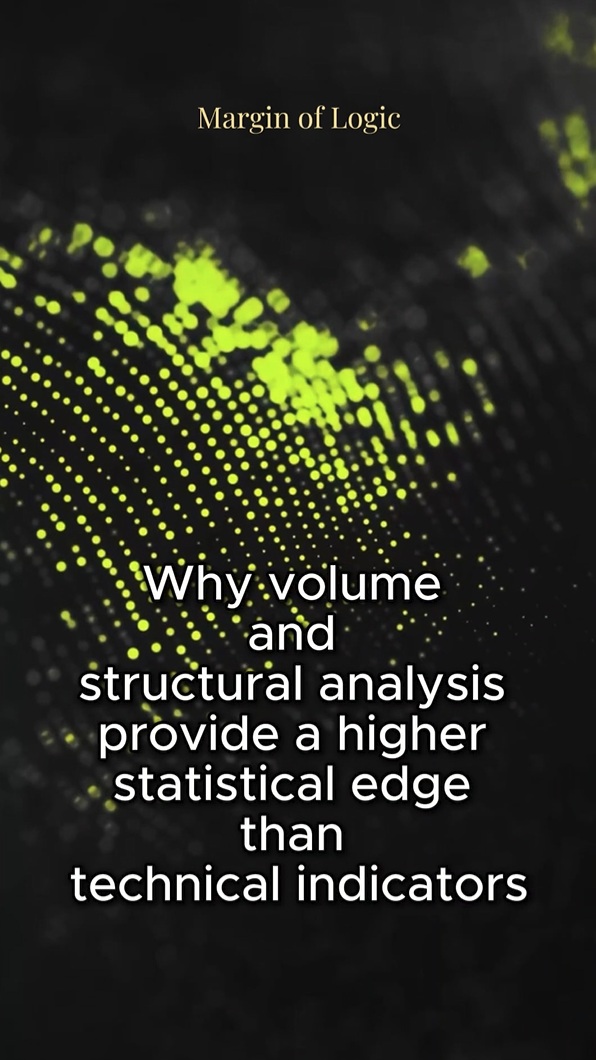 Margin of Logic
Why volume
and
structural analysis
provide a higher
statistical edge
than
technical indicators